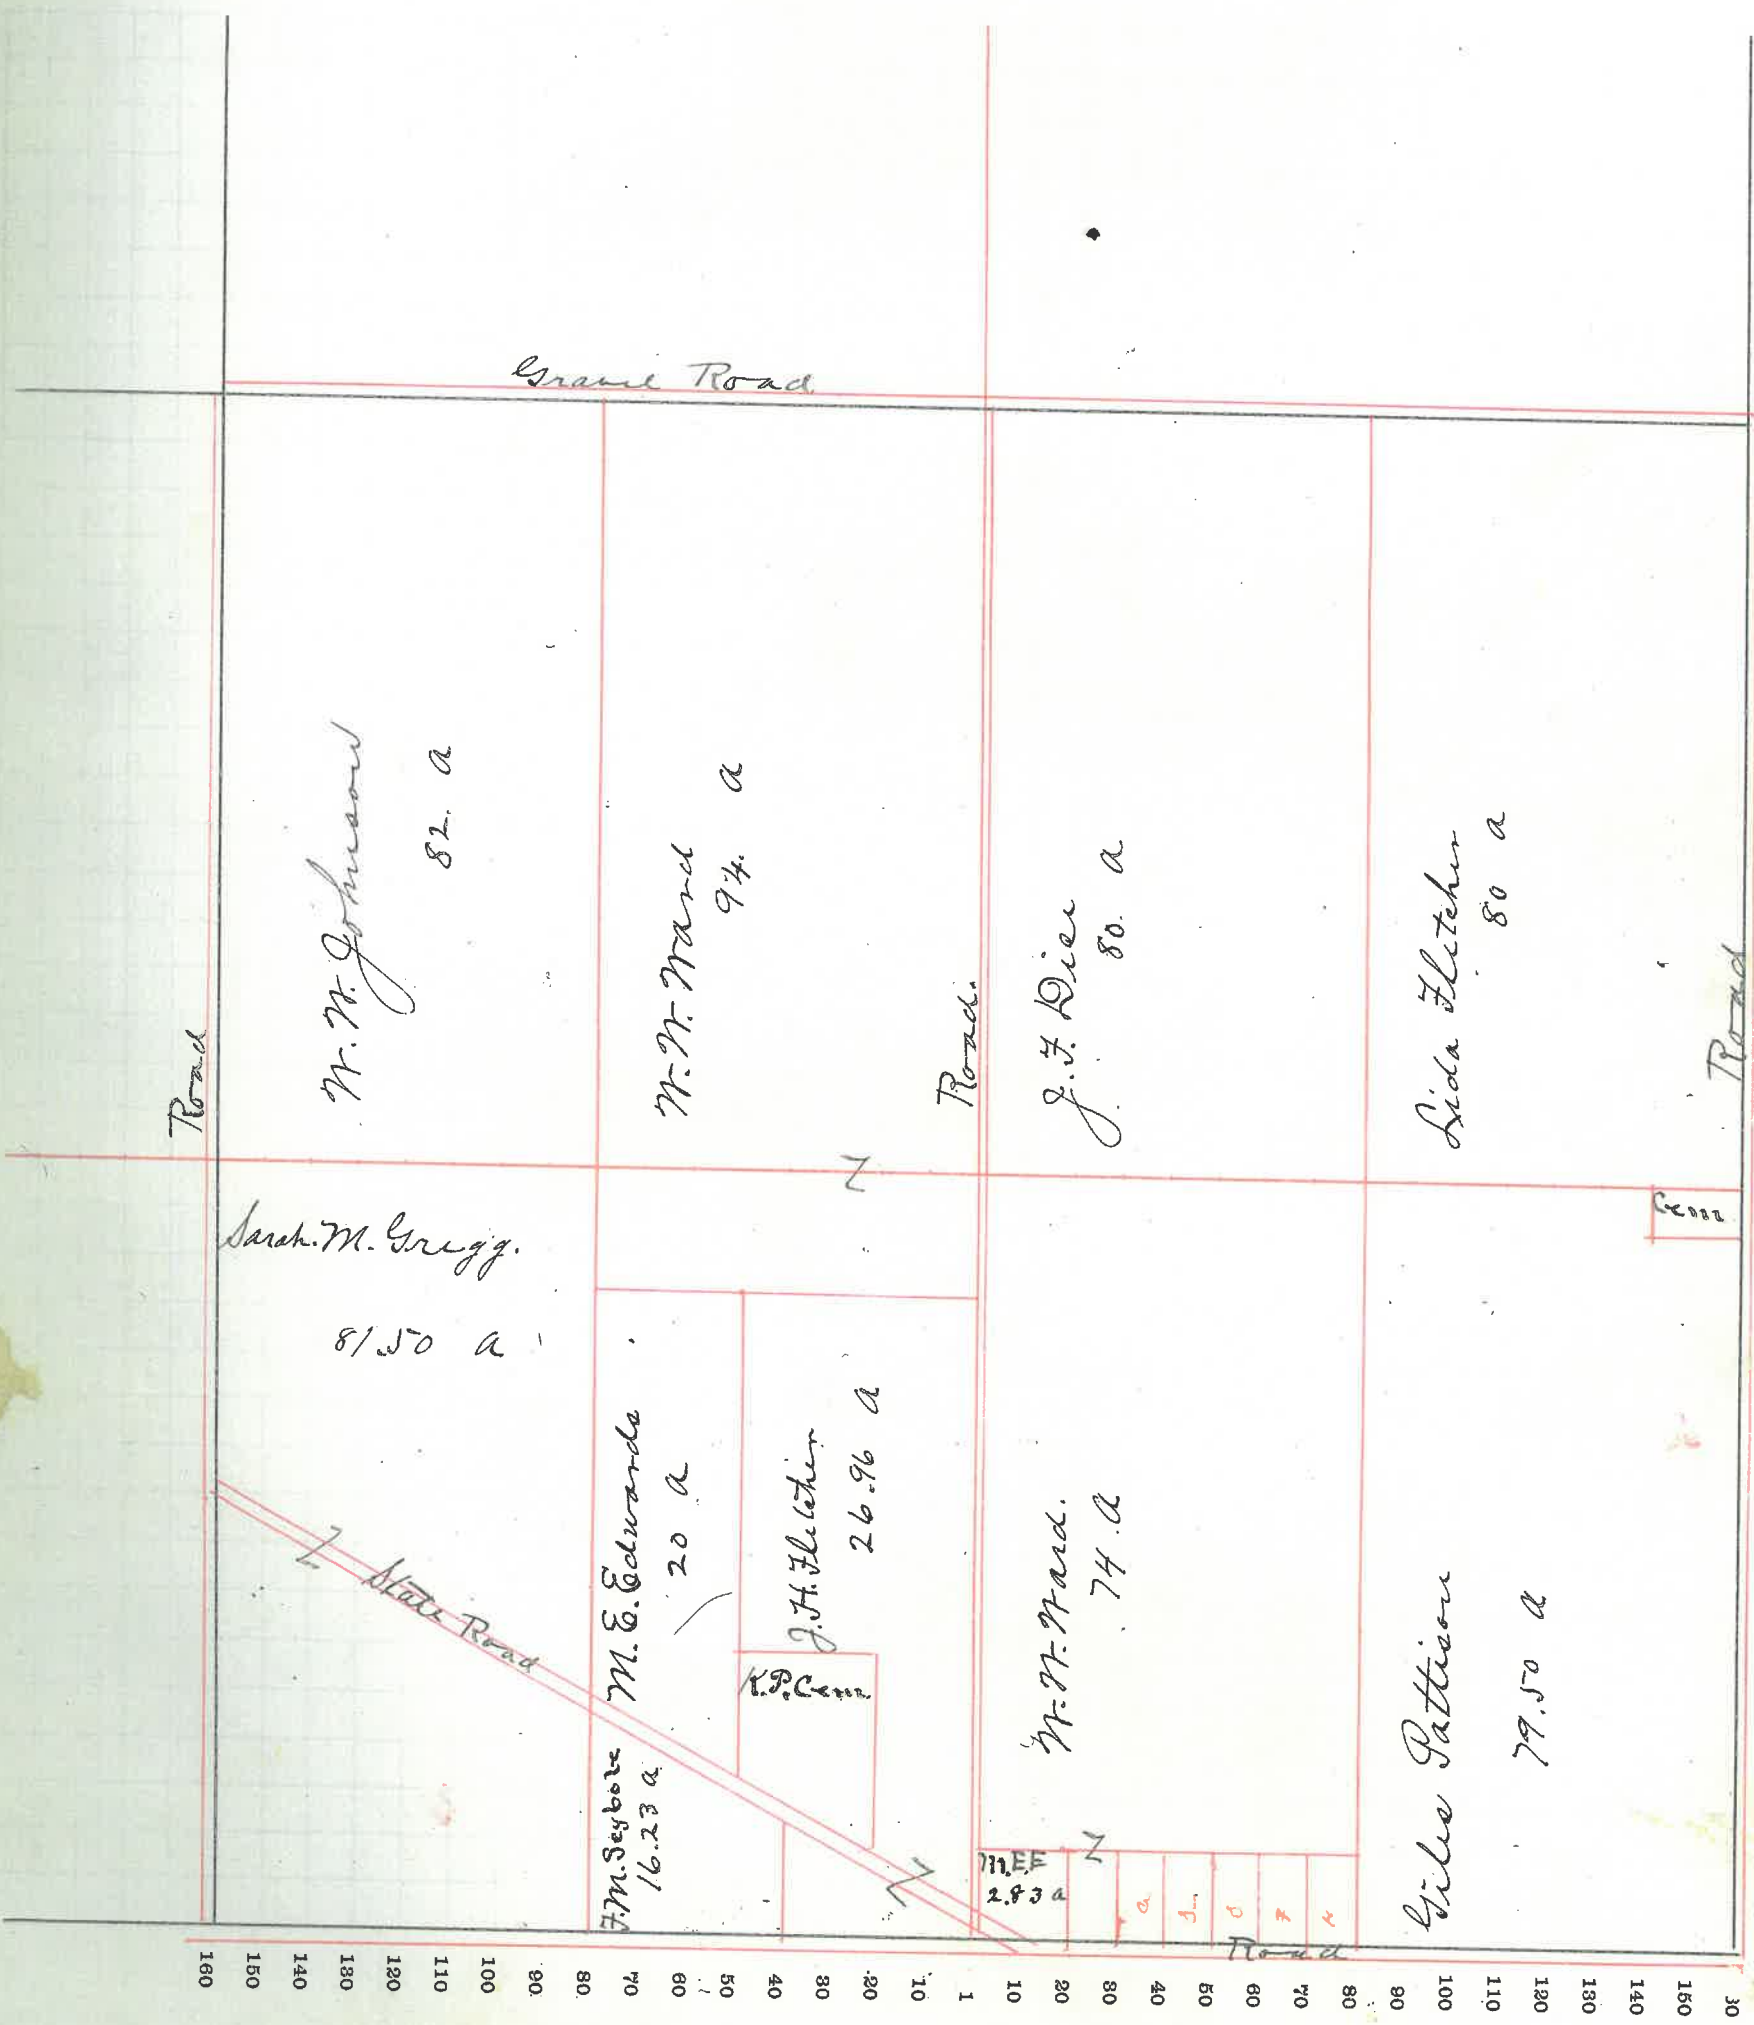 Gravel Road
Road
W. W. Johnson
82. a
W. W. Ward
94. a
Road.
J. F. Dier
80. a
Lida Fletcher
80 a
Road
Cem
Sarah. M. Gregg.
81.50 a
State Road
M. E. Edwards
20 a
J. H. Fletcher
26.96 a
K.P. Cem.
W. W. Ward.
74. a
Giles Pattison
79.50 a
16.23 a
M.E.E
2.83 a
Road
160 150 140 130 120 110 100 90 80 70 60 50 40 30 20 10 1 10 20 30 40 50 60 70 80 90 100 110 120 130 140 150